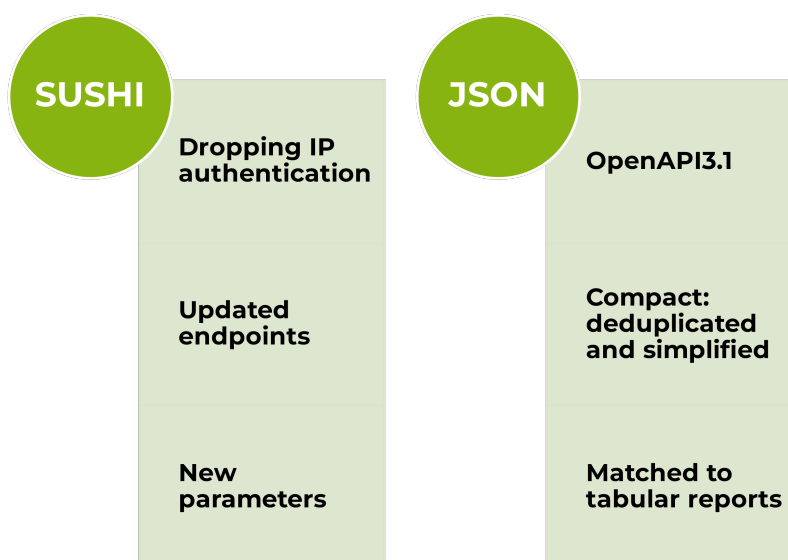 SUSHI
Dropping IP
authentication
Updated
endpoints
New
parameters
JSON
OpenAPI3.1
Compact:
deduplicated
and simplified
Matched to
tabular reports